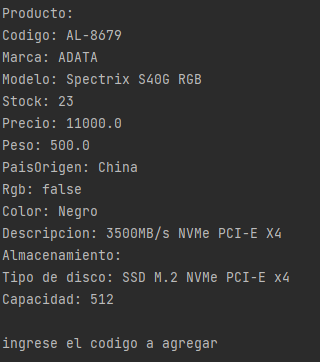 Producto:
Codigo: AL-8679
Marca: ADATA
Modelo: Spectrix S40G RGB
Stock: 23
Precio: 11000.0
Peso: 500.0
PaisOrigen: China
Rgb: false
Color: Negro
Descripcion: 3500MB/s NVMe PCI-E X4
Almacenamiento:
Tipo de disco: SSD M.2 NVMe PCI-E x4
Capacidad: 512
ingrese el codigo a agregar